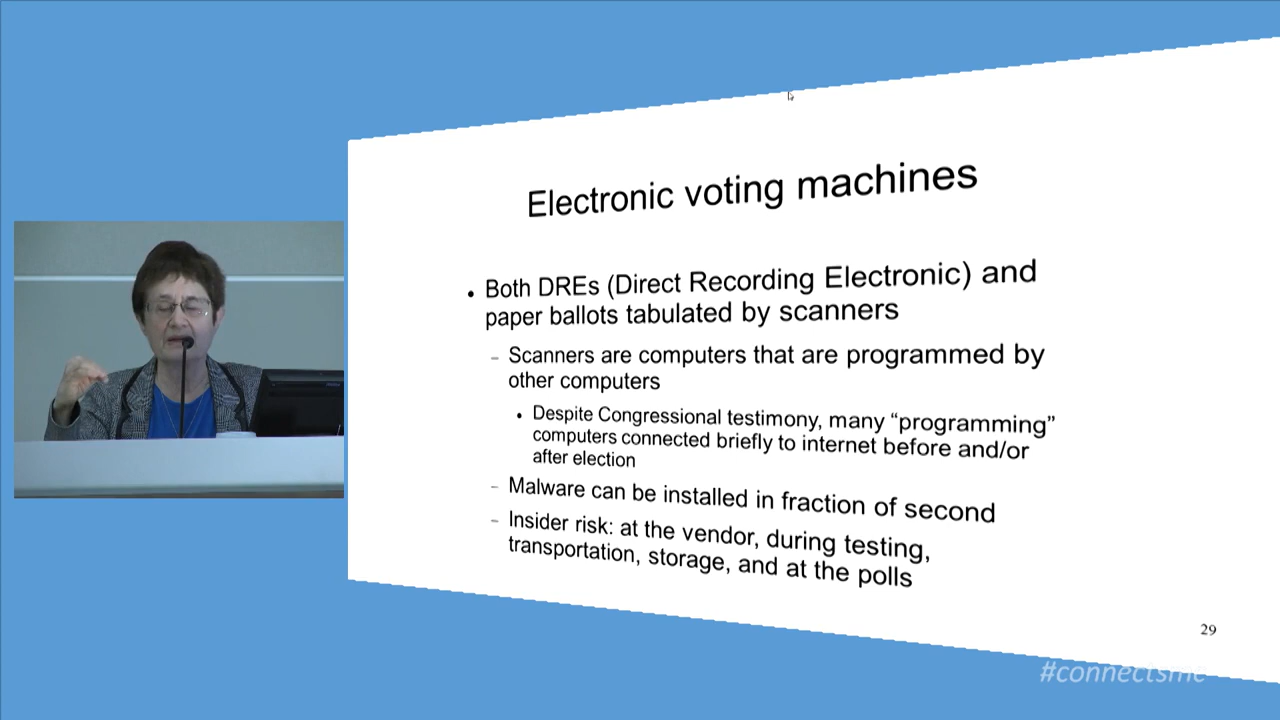 Electronic voting machines
• Both DREs (Direct Recording Electronic) and
paper ballots tabulated by scanners
– Scanners are computers that are programmed by
other computers
• Despite Congressional testimony, many “programming”
computers connected briefly to internet before and/or
after election
– Malware can be installed in fraction of second
– Insider risk: at the vendor, during testing,
transportation, storage, and at the polls
29
#connectsmc